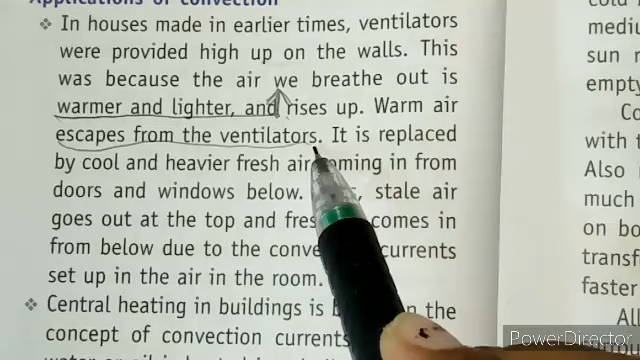 Applications of convection
❖ In houses made in earlier times, ventilators
were provided high up on the walls. This
was because the air we breathe out is
warmer and lighter, and rises up. Warm air
escapes from the ventilators. It is replaced
by cool and heavier fresh air coming in from
doors and windows below. stale air
goes out at the top and comes in
from below due to the currents
set up in the air in the room.
❖ Central heating in buildings is the
concept of convection currents
medi
sun
empty
Co
with
Also
much
on bo
transf
faster
All
PowerDirector